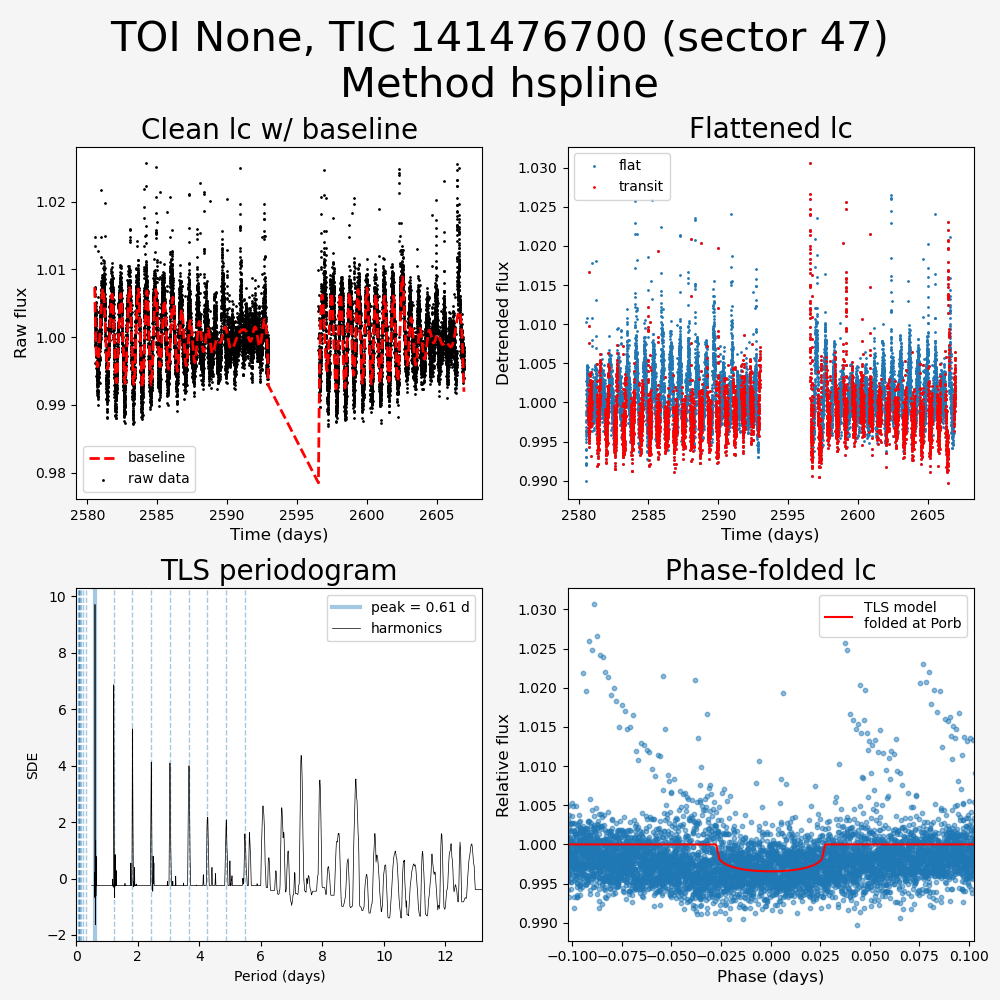 TOI None, TIC 141476700 (sector 47)
Method hspline
Clean lc w/ baseline
Raw flux
1.02
1.01
1.00
0.99
0.98
baseline
raw data
2580 2585 2590 2595 2600 2605
Time (days)
Flattened lc
Detrended flux
1.030
1.025
1.020
1.015
1.010
1.005
1.000
0.995
0.990
flat
transit
2580 2585 2590 2595 2600 2605
Time (days)
TLS periodogram
SDE
10
8
6
4
2
0
−2
peak = 0.61 d
harmonics
0 2 4 6 8 10 12
Period (days)
Phase-folded lc
Relative flux
1.030
1.025
1.020
1.015
1.010
1.005
1.000
0.995
0.990
TLS model
folded at Porb
−0.100 −0.075 −0.050 −0.025 0.000 0.025 0.050 0.075 0.100
Phase (days)